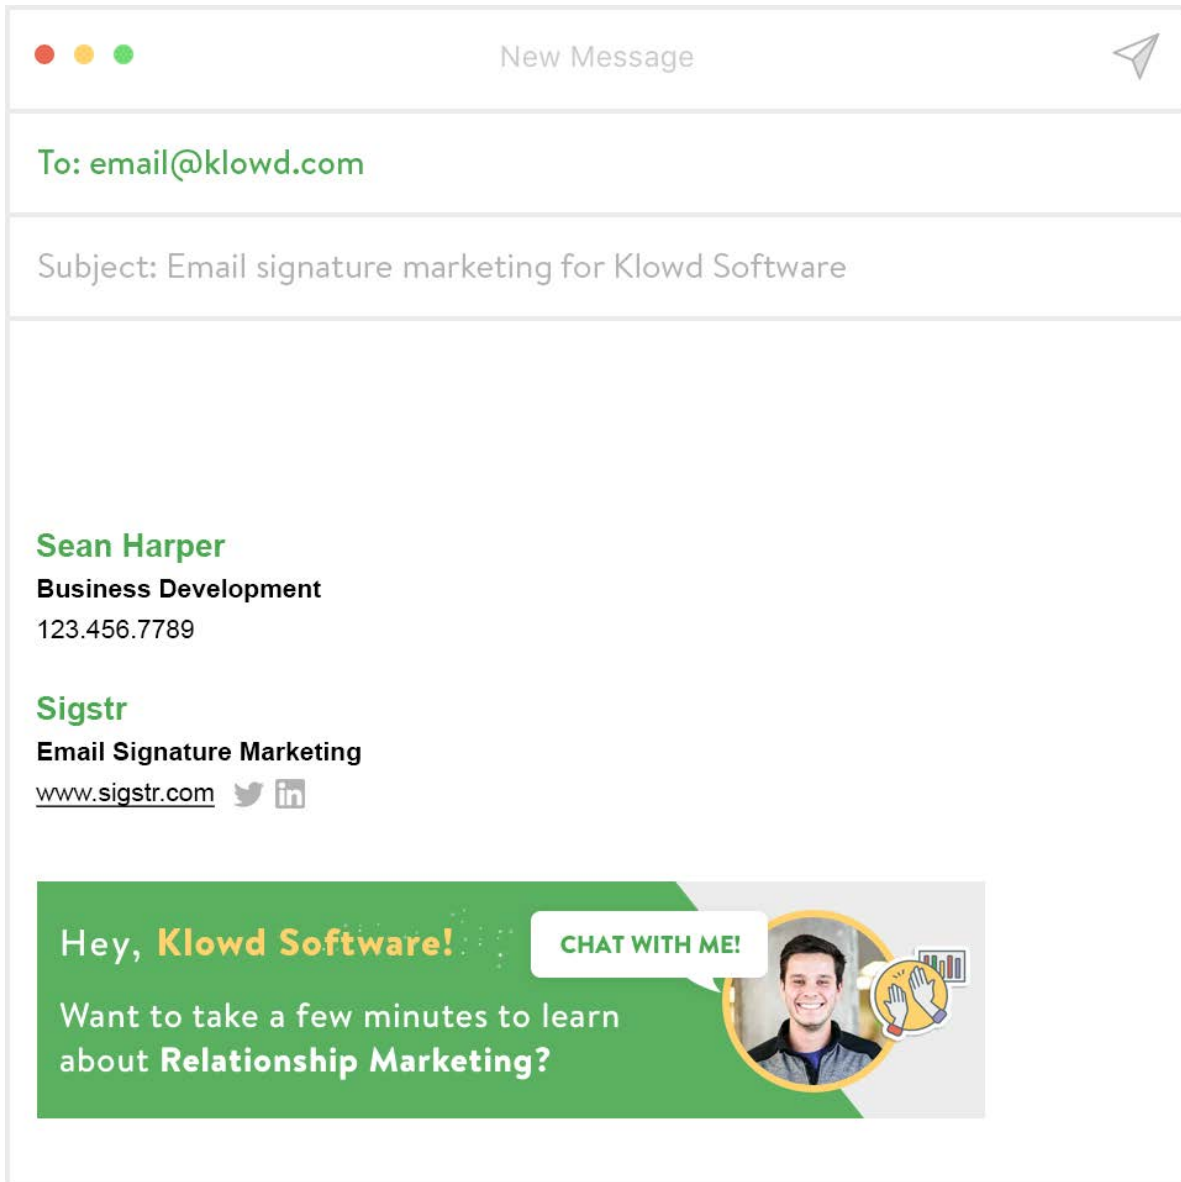 New Message
To: email@klowd.com
Subject: Email signature marketing for Klowd Software
Sean Harper
Business Development
123.456.7789
Sigstr
Email Signature Marketing
www.sigstr.com in
Hey, Klowd Software!
CHAT WITH ME!
Want to take a few minutes to learn
about Relationship Marketing?